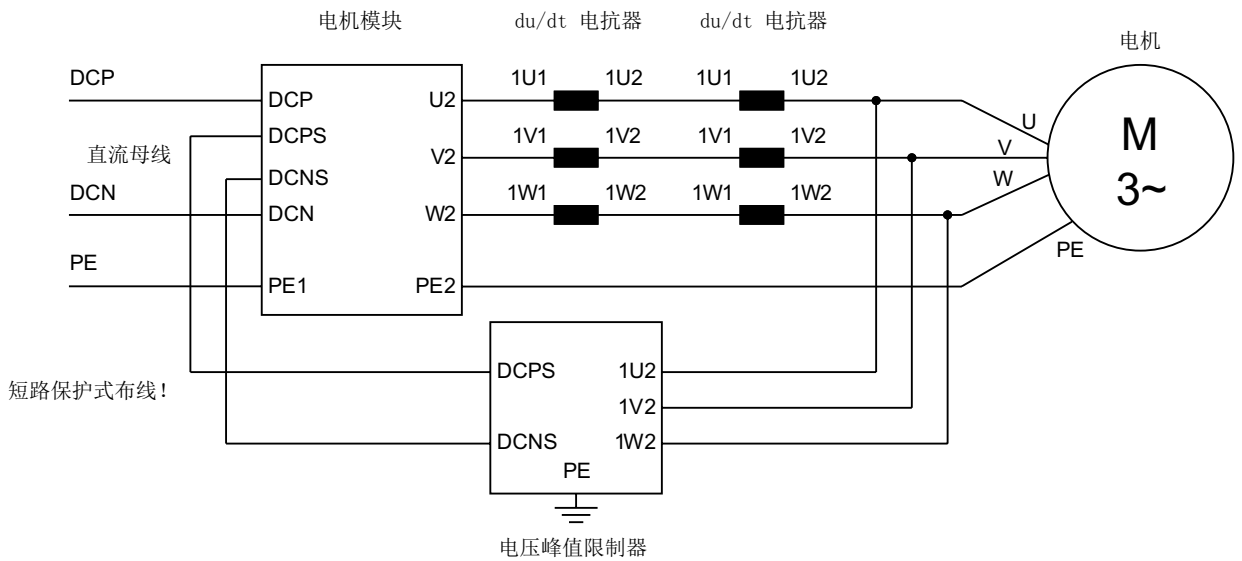 电机模块
du/dt 电抗器
du/dt 电抗器
电机
DCP
DCP
U2
1U1
1U2
1U1
1U2
U
M
3~
DCPS
直流母线
V2
1V1
1V2
1V1
1V2
V
DCNS
DCN
DCN
W2
1W1
1W2
1W1
1W2
W
PE
PE
PE1
PE2
短路保护式布线!
DCPS
1U2
1V2
DCNS
1W2
PE
电压峰值限制器